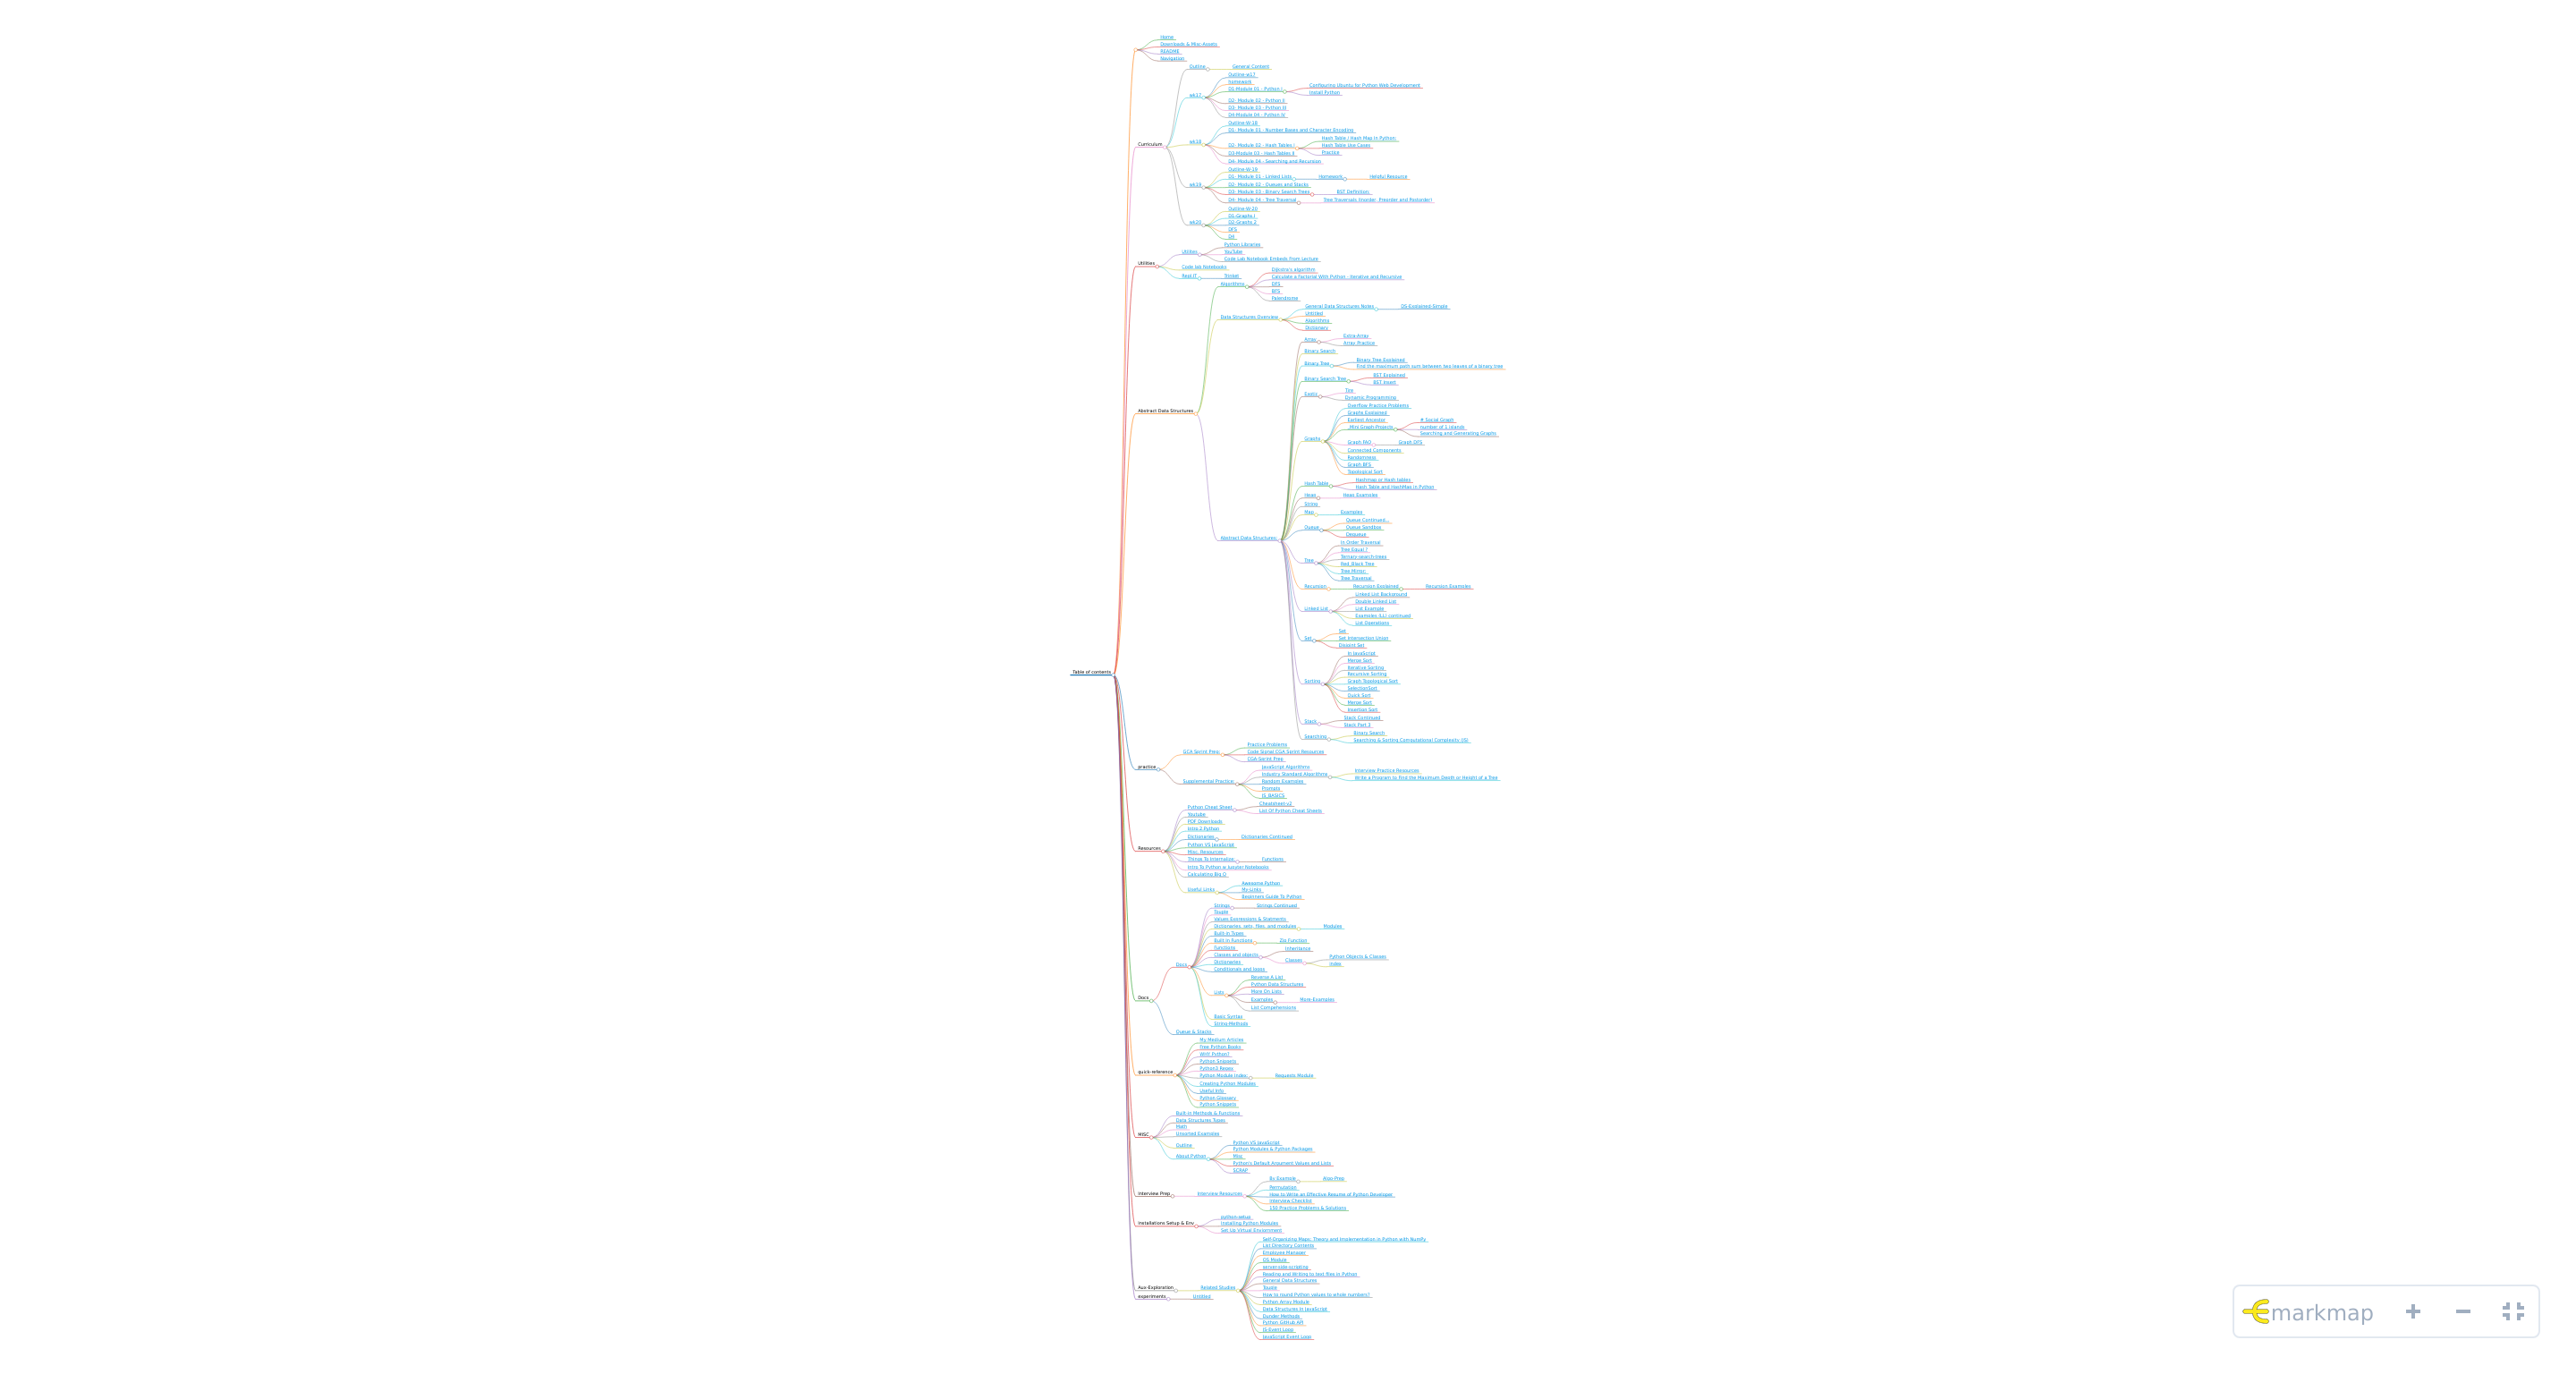 Table of contents
Home
Downloads & Misc-Assets
README
Navigation
Curriculum
Outline
General Content
wk17
Outline-w17
homework
D1-Module 01 - Python I
Configuring Ubuntu for Python Web Development
Install Python
D2- Module 02 - Python II
D3- Module 03 - Python III
D4-Module 04 - Python IV
wk18
Outline-W-18
D1- Module 01 - Number Bases and Character Encoding
D2- Module 02 - Hash Tables I
Hash Table / Hash Map In Python:
Hash Table Use Cases
Practice
D3-Module 03 - Hash Tables II
D4- Module 04 - Searching and Recursion
wk19
Outline-W-19
D1- Module 01 - Linked Lists
Homework
Helpful Resource
D2- Module 02 - Queues and Stacks
D3- Module 03 - Binary Search Trees
BST Definition
D4- Module 04 - Tree Traversal
Tree Traversals (Inorder, Preorder and Postorder)
wk20
Outline-W-20
D1-Graphs I
D2-Graphs 2
DFS
D4
Utilities
Utilities
Python Libraries
YouTube
Code Lab Notebook Embeds From Lecture
Code lab Notebooks
Repl.IT
Trinket
Abstract Data Structures
Algorithms
Dijkstra's algorithm
Calculate a Factorial With Python - Iterative and Recursive
DFS
BFS
Palendrome
Data Structures Overview
General Data Structures Notes
DS-Explained-Simple
Untitled
Algorithms
Dictionary
Abstract Data Structures
Array
Extra-Array
Array Practice
Binary Search
Binary Tree
Binary Tree Explained
Find the maximum path sum between two leaves of a binary tree
Binary Search Tree
BST Explained
BST Insert
Exotic
Tire
Dynamic Programming
Graphs
Overflow Practice Problems
Graphs Explained
Earliest Ancestor
_Mini Graph Projects
# Social Graph
number of 1 islands
Searching and Generating Graphs
Graph FAQ
Graph DFS
Connected Components
Randomness
Graph BFS
Topological Sort
Hash Table
Hashmap or Hash tables
Hash Table and HashMap in Python
Heap
Heap Examples
String
Map
Examples
Queue
Queue Continued...
Queue Sandbox
Dequeue
Tree
In Order Traversal
Tree Equal ?
Ternary-search-trees
Red Black Tree
Tree Mirror:
Tree Traversal
Recursion
Recursion Explained
Recursion Examples
Linked List
Linked List Background
Double Linked List
List Example
Examples (LL) continued
List Operations
Set
Set
Set Intersection Union
Disjoint Set
Sorting
In JavaScript
Merge Sort
Iterative Sorting
Recursive Sorting
Graph Topological Sort
SelectionSort
Quick Sort
Merge Sort
Insertion Sort
Stack
Stack Continued
Stack Part 3
Searching
Binary Search
Searching & Sorting Computational Complexity (JS)
practice
GCA Sprint Prep:
Practice Problems
Code Signal CGA Sprint Resources
CGA Sprint Prep
Supplemental Practice:
JavaScript Algorithms
Industry Standard Algorithms
Interview Practice Resources
Write a Program to Find the Maximum Depth or Height of a Tree
Random Examples
Prompts
JS_BASICS
Resources
Python Cheat Sheet
Cheatsheet-v2
List Of Python Cheat Sheets
Youtube
PDF Downloads
Intro 2 Python
Dictionaries
Dictionaries Continued
Python VS JavaScript
Misc. Resources
Things To Internalize:
Functions
Intro To Python w Jupyter Notebooks
Calculating Big O
Useful Links
Awesome Python
My-Links
Beginners Guide To Python
Docs
Docs
Strings
Strings Continued
Touple
Values Expressions & Statments
Dictionaries, sets, files, and modules
Modules
Built-in Types
Built-In Functions
Zip Function
Functions
Classes and objects
Inheritance
Classes
Python Objects & Classes
index
Dictionaries
Conditionals and loops
Lists
Reverse A List
Python Data Structures
More On Lists
Examples
More-Examples
List Compehensions
Basic Syntax
String-Methods
Queue & Stacks
quick-reference
My Medium Articles
Free Python Books
WHY Python?
Python Snippets
Python3 Regex
Python Module Index:
Requests Module
Creating Python Modules
Useful Info
Python Glossary
Python Snippets
MISC
Built-in Methods & Functions
Data Structures Types
Math
Unsorted Examples
Outline
About Python
Python VS JavaScript
Python Modules & Python Packages
Misc
Python's Default Argument Values and Lists
SCRAP
Interview Prep
Interview Resources
By Example
Algo-Prep
Permutation
How to Write an Effective Resume of Python Developer
Interview Checklist
150 Practice Problems & Solutions
Installations Setup & Env
python-setup
Installing Python Modules
Set Up Virtual Environment
Aux-Exploration
Related Studies
Self-Organizing Maps: Theory and Implementation in Python with NumPy
List Directory Contents
Employee Manager
OS Module
server-side-scripting
Reading and Writing to text files in Python
General Data Structures
Touple
How to round Python values to whole numbers?
Python Array Module
Data Structures In JavaScript
Dunder Methods
Python GitHub API
JS-Event-Loop
JavaScript Event Loop
experiments
Untitled
markmap